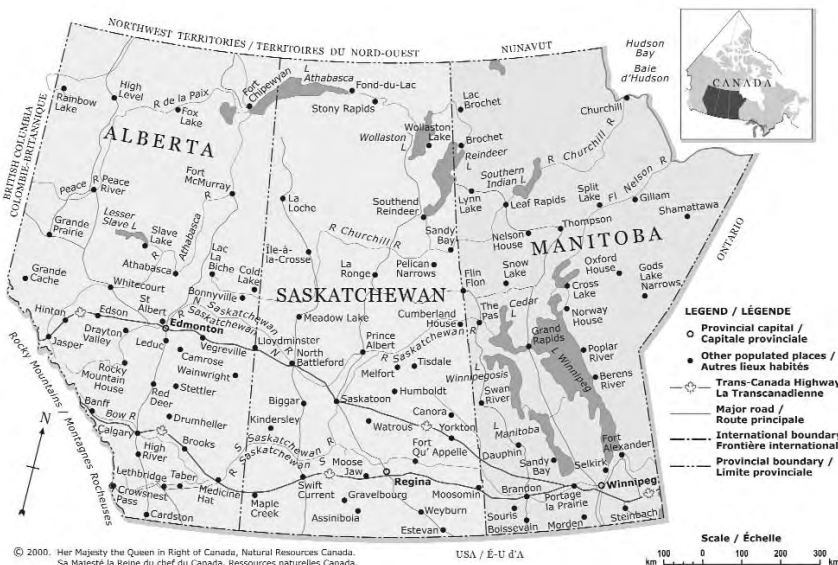 NORTHWEST TERRITORIES / TERRITOIRES DU NORD-OUEST
NUNAVUT
Hudson
Bay
Baie
d'Hudson
CANADA
BRITISH COLUMBIA
COLOMBIE-BRITANNIQUE
ALBERTA
SASKATCHEWAN
MANITOBA
ONTARIO
Rainbow
Lake
High
Level
R de la Paix
Fox
Lake
Fort
Chipewyan
L
Athabasca
Fond-du-Lac
Stony Rapids
Lac
Brochet
Churchill
Wollaston
L
Wollaston
Lake
Brochet
Reindeer
L
R Churchill R
Southern
Indian L
Peace R
Peace
River
Fort
McMurray
La
Loche
Southend
Reindeer
Lynn
Lake
Leaf Rapids
Split
Lake
Fl Nelson R
Gillam
Shamattawa
Grande
Prairie
Lesser
Slave L
Slave
Lake
R
Athabasca
R Churchill R
Sandy
Bay
Nelson
House
Thompson
Île-à-
la-Crosse
La
Ronge
Pelican
Narrows
Flin
Flon
Snow
Lake
Oxford
House
Gods
Lake
Narrows
Cross
Lake
Grande
Cache
Whitecourt
Athabasca
Lac
La
Biche
Cold
Lake
Bonnyville
Cumberland
House
The
Pas
Cedar
L
Norway
House
Hinton
Edson
St
Albert
Edmonton
N Saskatchewan
R Saskatchewan
Meadow Lake
Prince
Albert
R Saskatchewan R
Grand
Rapids
L Winnipeg
Poplar
River
Berens
River
Jasper
Drayton
Valley
Leduc
Vegreville
Camrose
Lloydminster
N
R
North
Battleford
Melfort
Tisdale
L
Winnipegosis
Swan
River
Rocky
Mountain
House
Wainwright
Stettler
Red
Deer
Humboldt
Banff
Bow R
Calgary
Drumheller
Biggar
Saskatoon
Kindersley
Watrous
Canora
Yorkton
L
Manitoba
Dauphin
Fort
Alexander
High
River
Brooks
S Saskatchewan R
R Saskatchewan
S
Moose
Jaw
Fort
Qu' Appelle
Regina
Sandy
Bay
Selkirk
Winnipeg
Lethbridge
Taber
Crowsnest
Pass
Medicine
Hat
Cardston
Maple
Creek
Swift
Current
Gravelbourg
Assiniboia
Weyburn
Estevan
Moosomin
Brandon
Portage
la Prairie
Souris
Boissevain
Morden
Steinbach
Rocky Mountains / Montagnes Rocheuses
N
USA / É-U d'A
LEGEND / LÉGENDE
Provincial capital /
Capitale provinciale
Other populated places /
Autres lieux habités
Trans-Canada Highway
La Transcanadienne
Major road /
Route principale
International boundary
Frontière international
Provincial boundary /
Limite provinciale
Scale / Échelle
100 0 100 200 300
km km
© 2000. Her Majesty the Queen in Right of Canada, Natural Resources Canada.
Sa Majesté la Reine du chef du Canada, Ressources naturelles Canada.